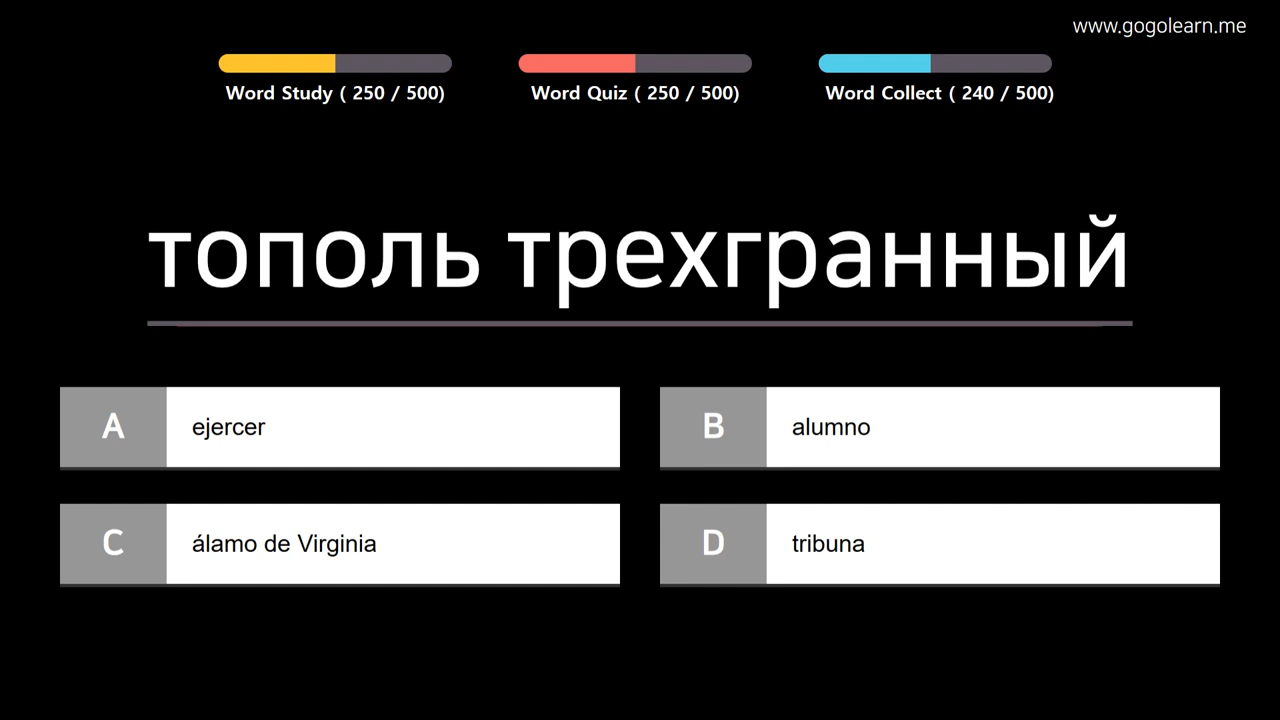 www.gogolearn.me
Word Study ( 250 / 500)
Word Quiz ( 250 / 500)
Word Collect ( 240 / 500)
тополь трехгранный
A ejercer
B alumno
C álamo de Virginia
D tribuna